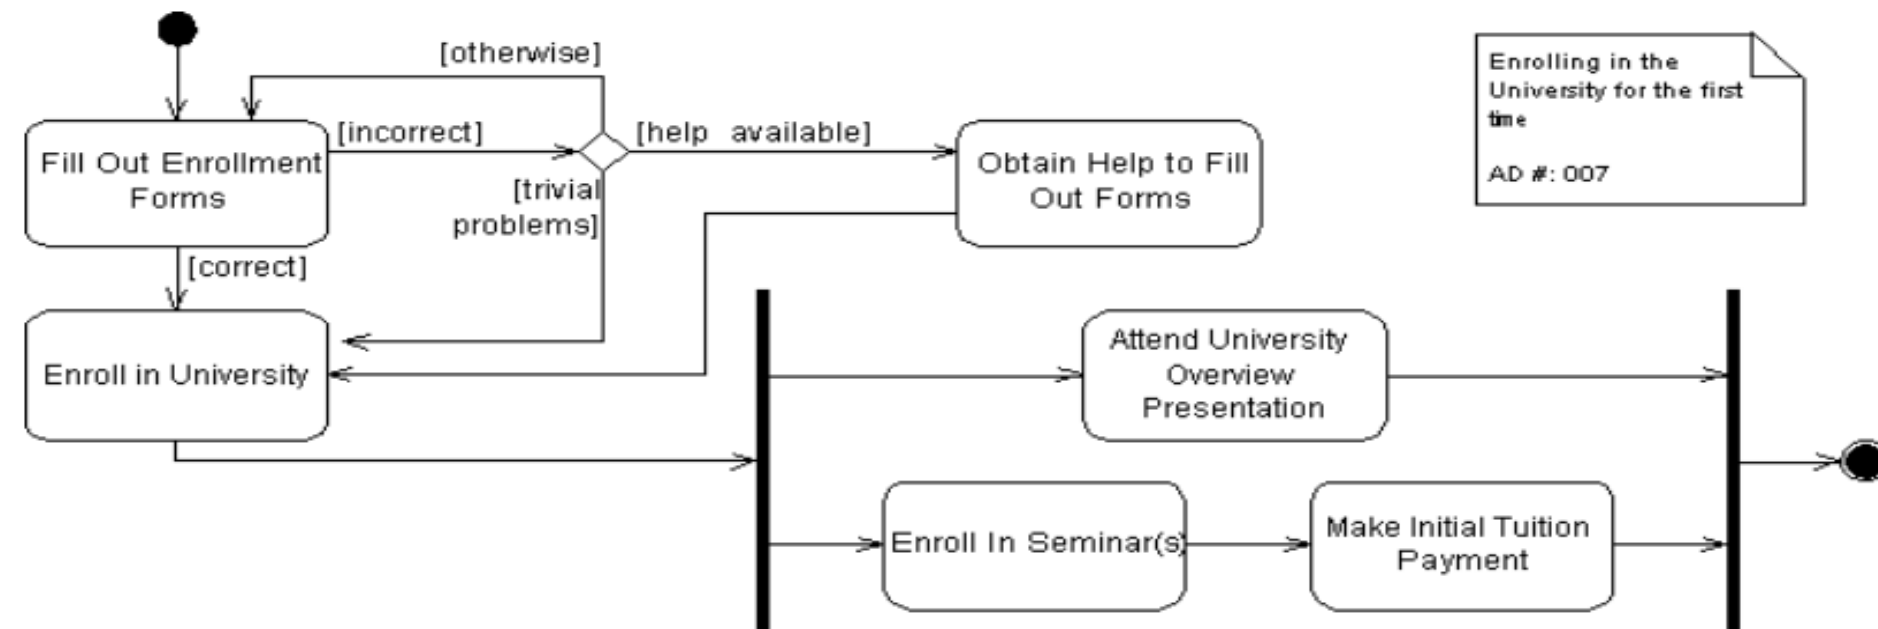 [otherwise]
Enrolling in the
University for the first
time
AD #: 007
[incorrect]
[help available]
Fill Out Enrollment
Forms
[trivial
problems]
Obtain Help to Fill
Out Forms
[correct]
Enroll in University
Attend University
Overview
Presentation
Enroll In Seminar(s)
Make Initial Tuition
Payment